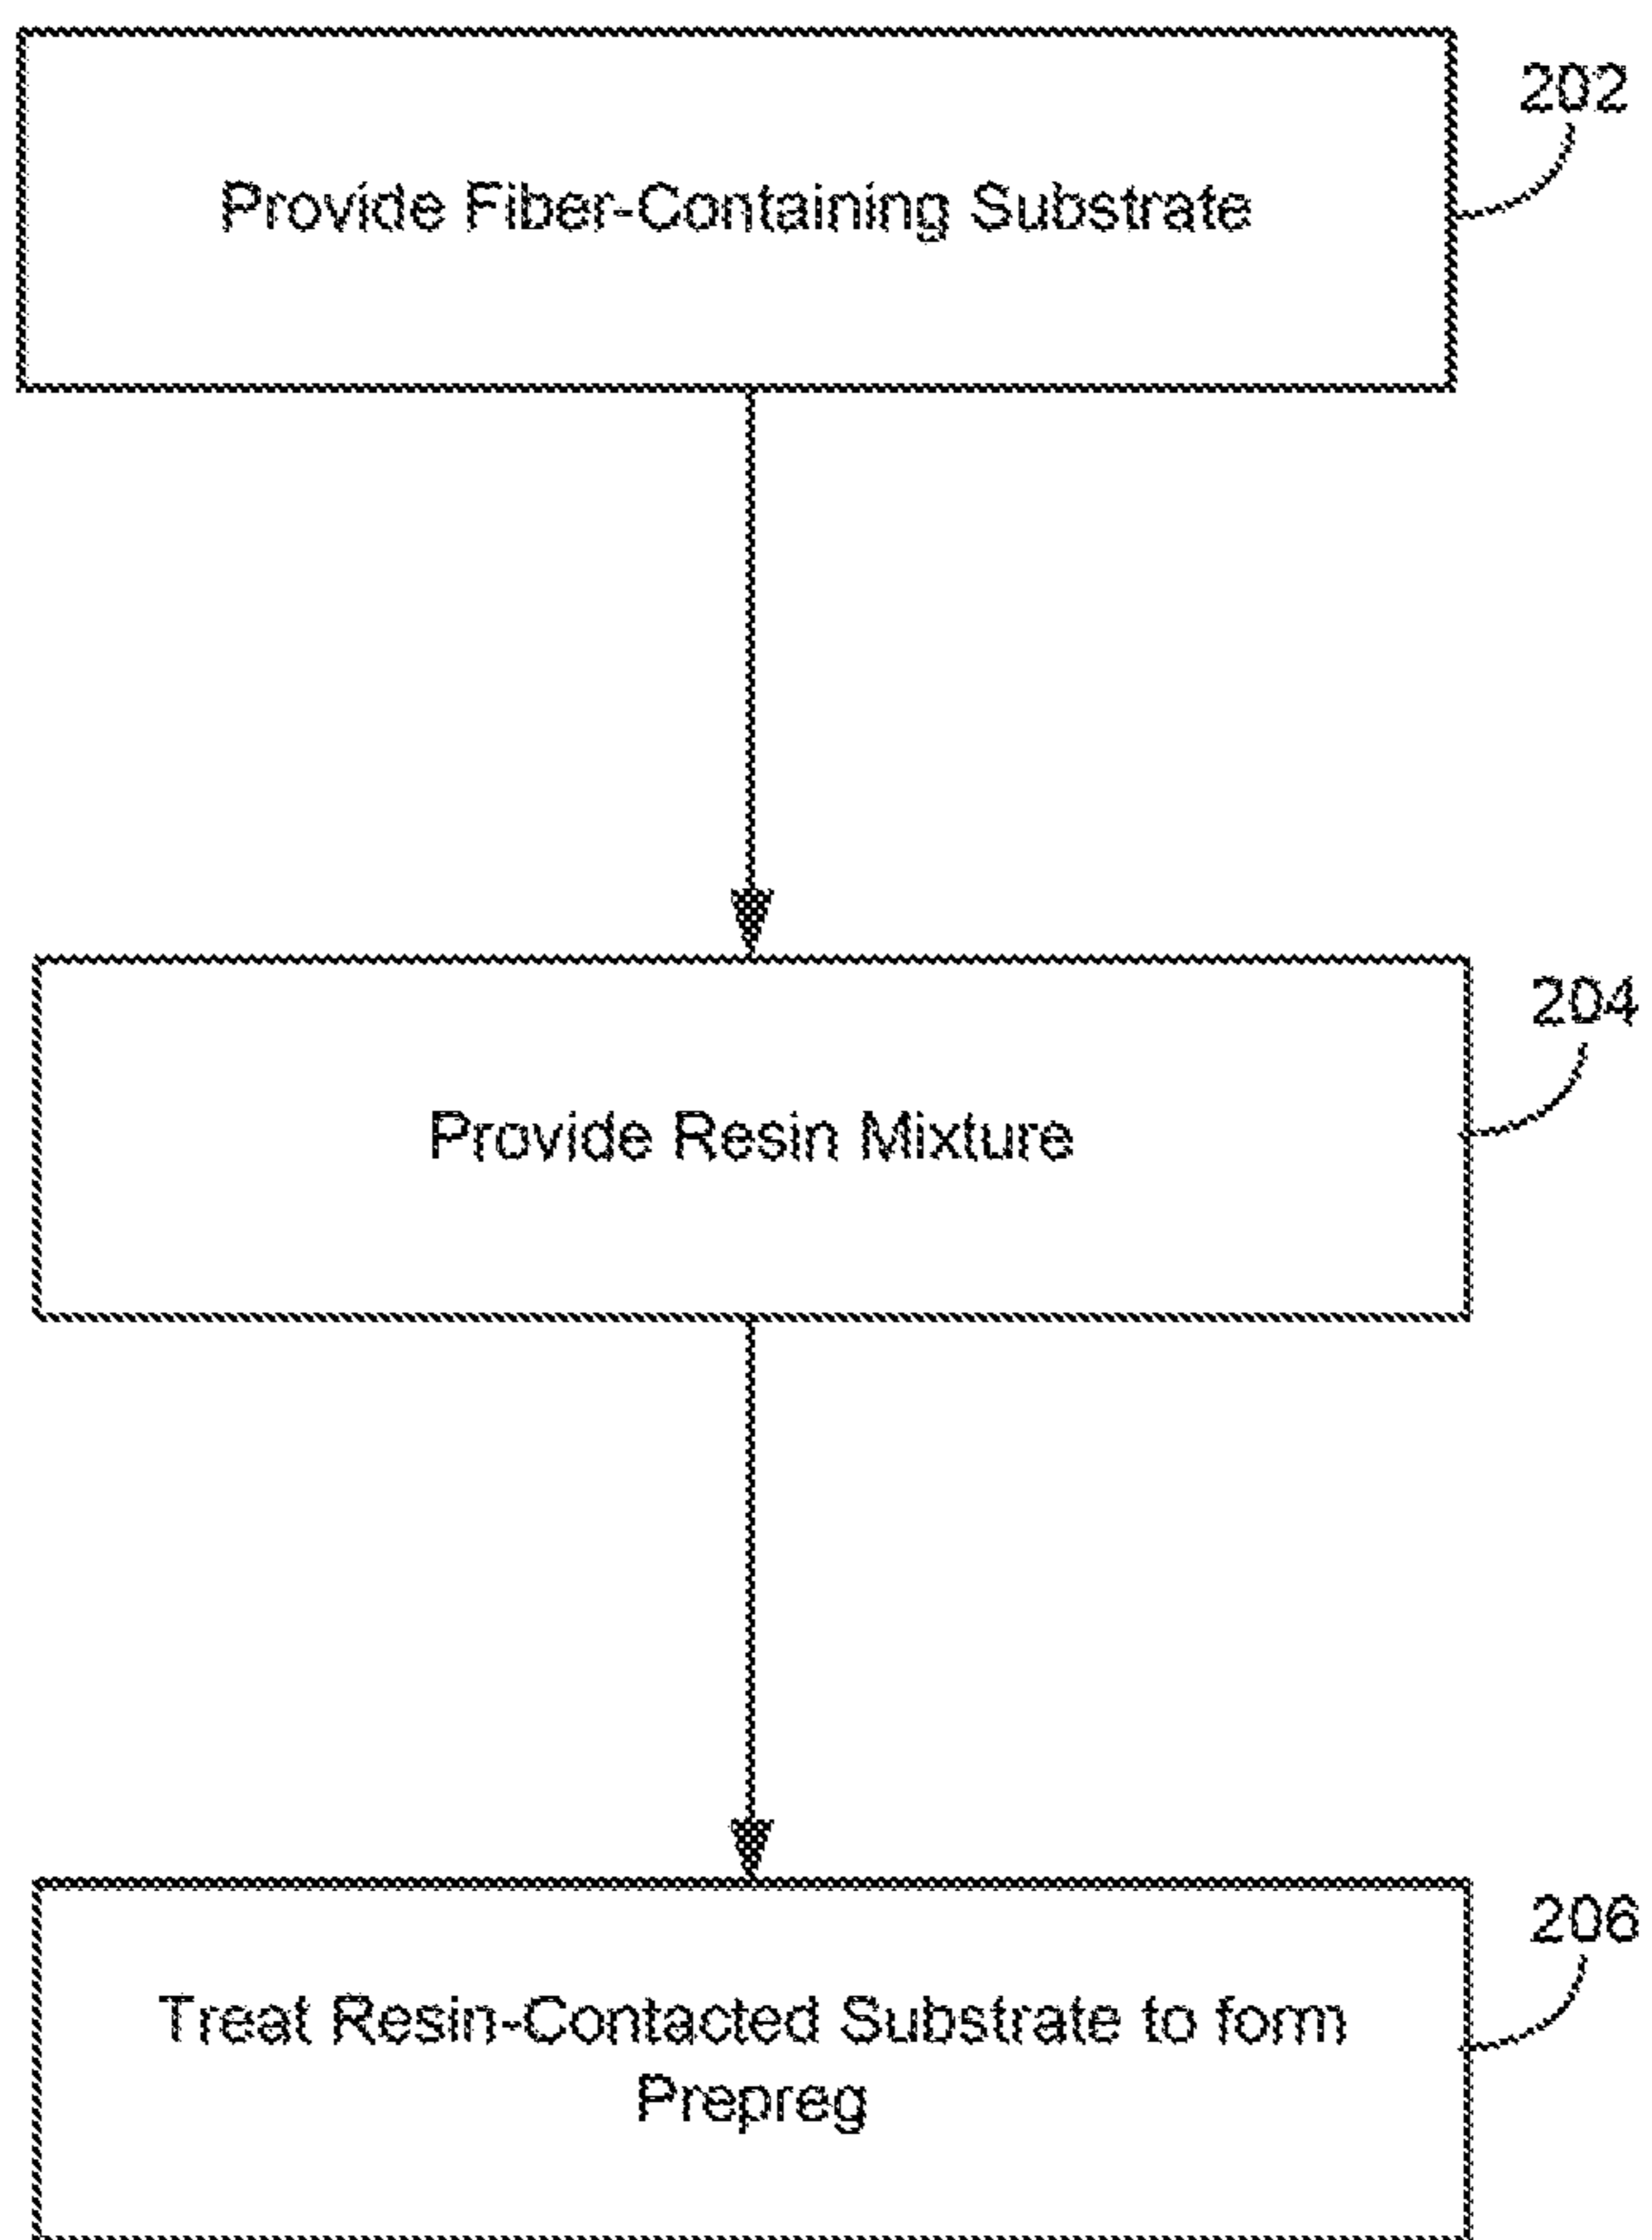 202
Provide Fiber-Containing Substrate
204
Provide Resin Mixture
206
Treat Resin-Contacted Substrate to form
Prepreg